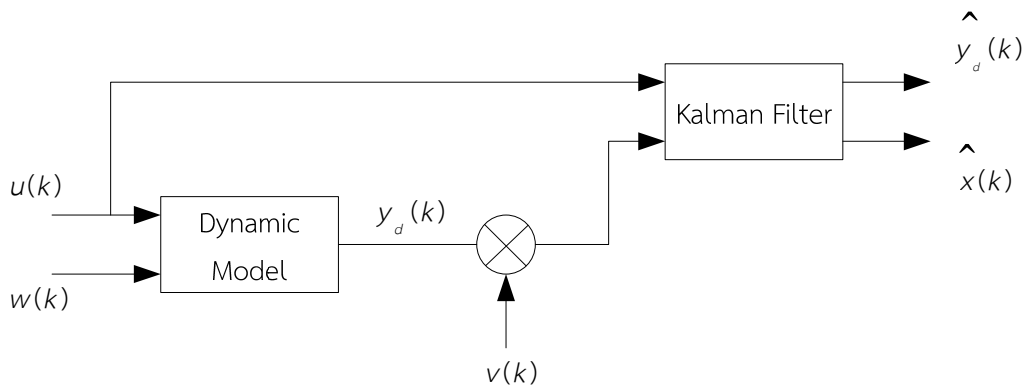 ŷ_d(k)
Kalman Filter
x̂(k)
u(k)
Dynamic
Model
y_d(k)
w(k)
v(k)